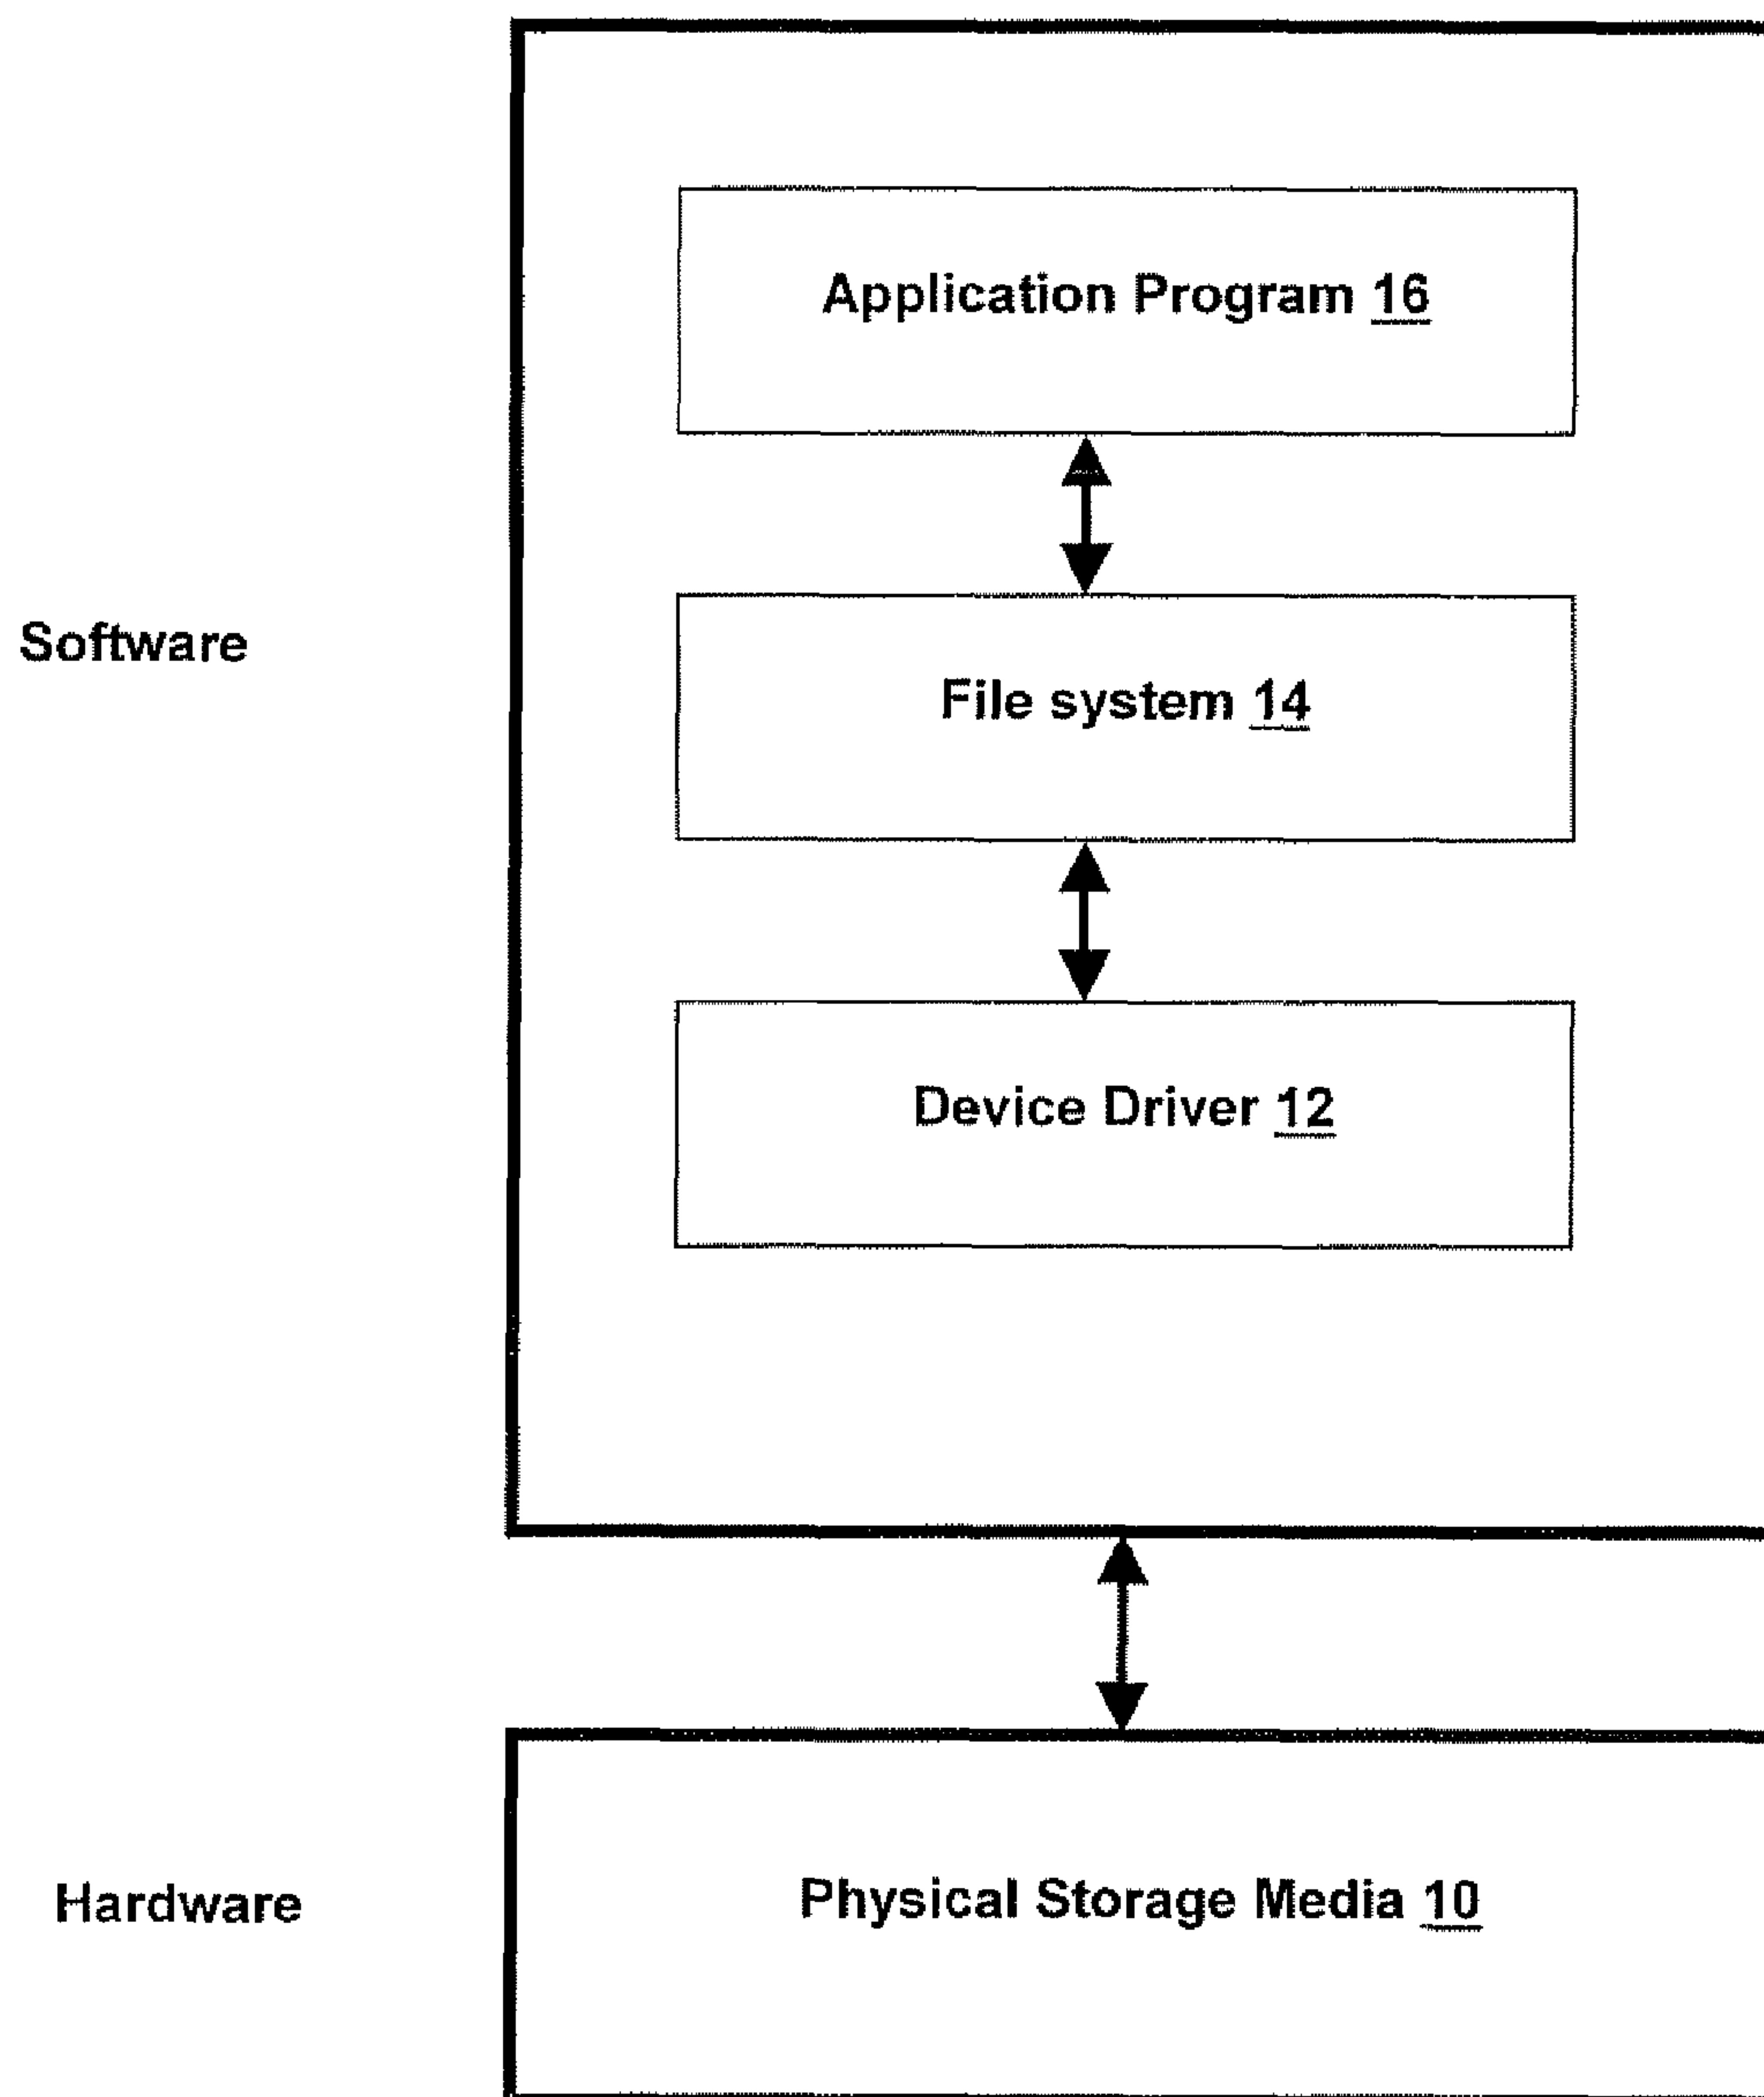 Application Program 16
Software
File system 14
Device Driver 12
Hardware
Physical Storage Media 10